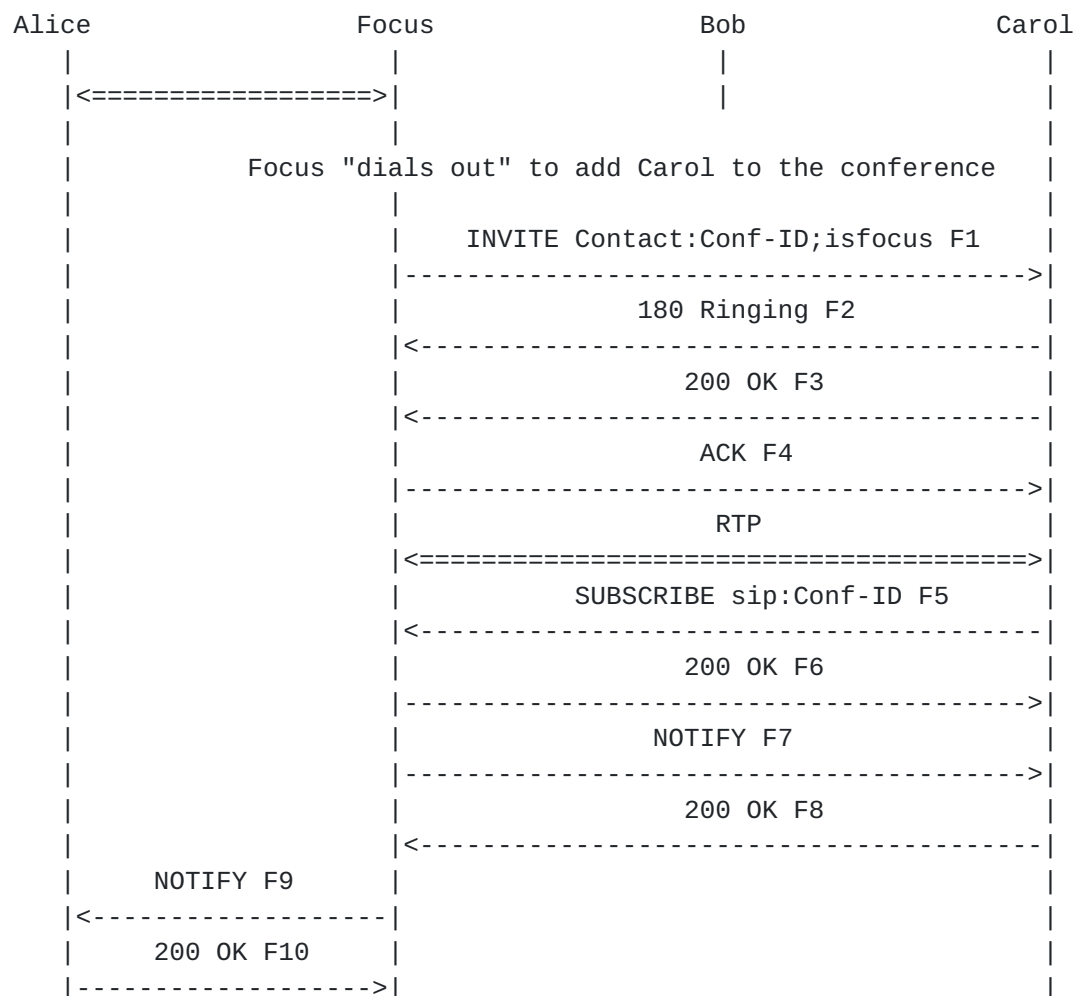 Alice Focus Bob Carol
Focus "dials out" to add Carol to the conference
INVITE Contact:Conf-ID;isfocus F1
180 Ringing F2
200 OK F3
ACK F4
RTP
SUBSCRIBE sip:Conf-ID F5
200 OK F6
NOTIFY F7
200 OK F8
NOTIFY F9
200 OK F10